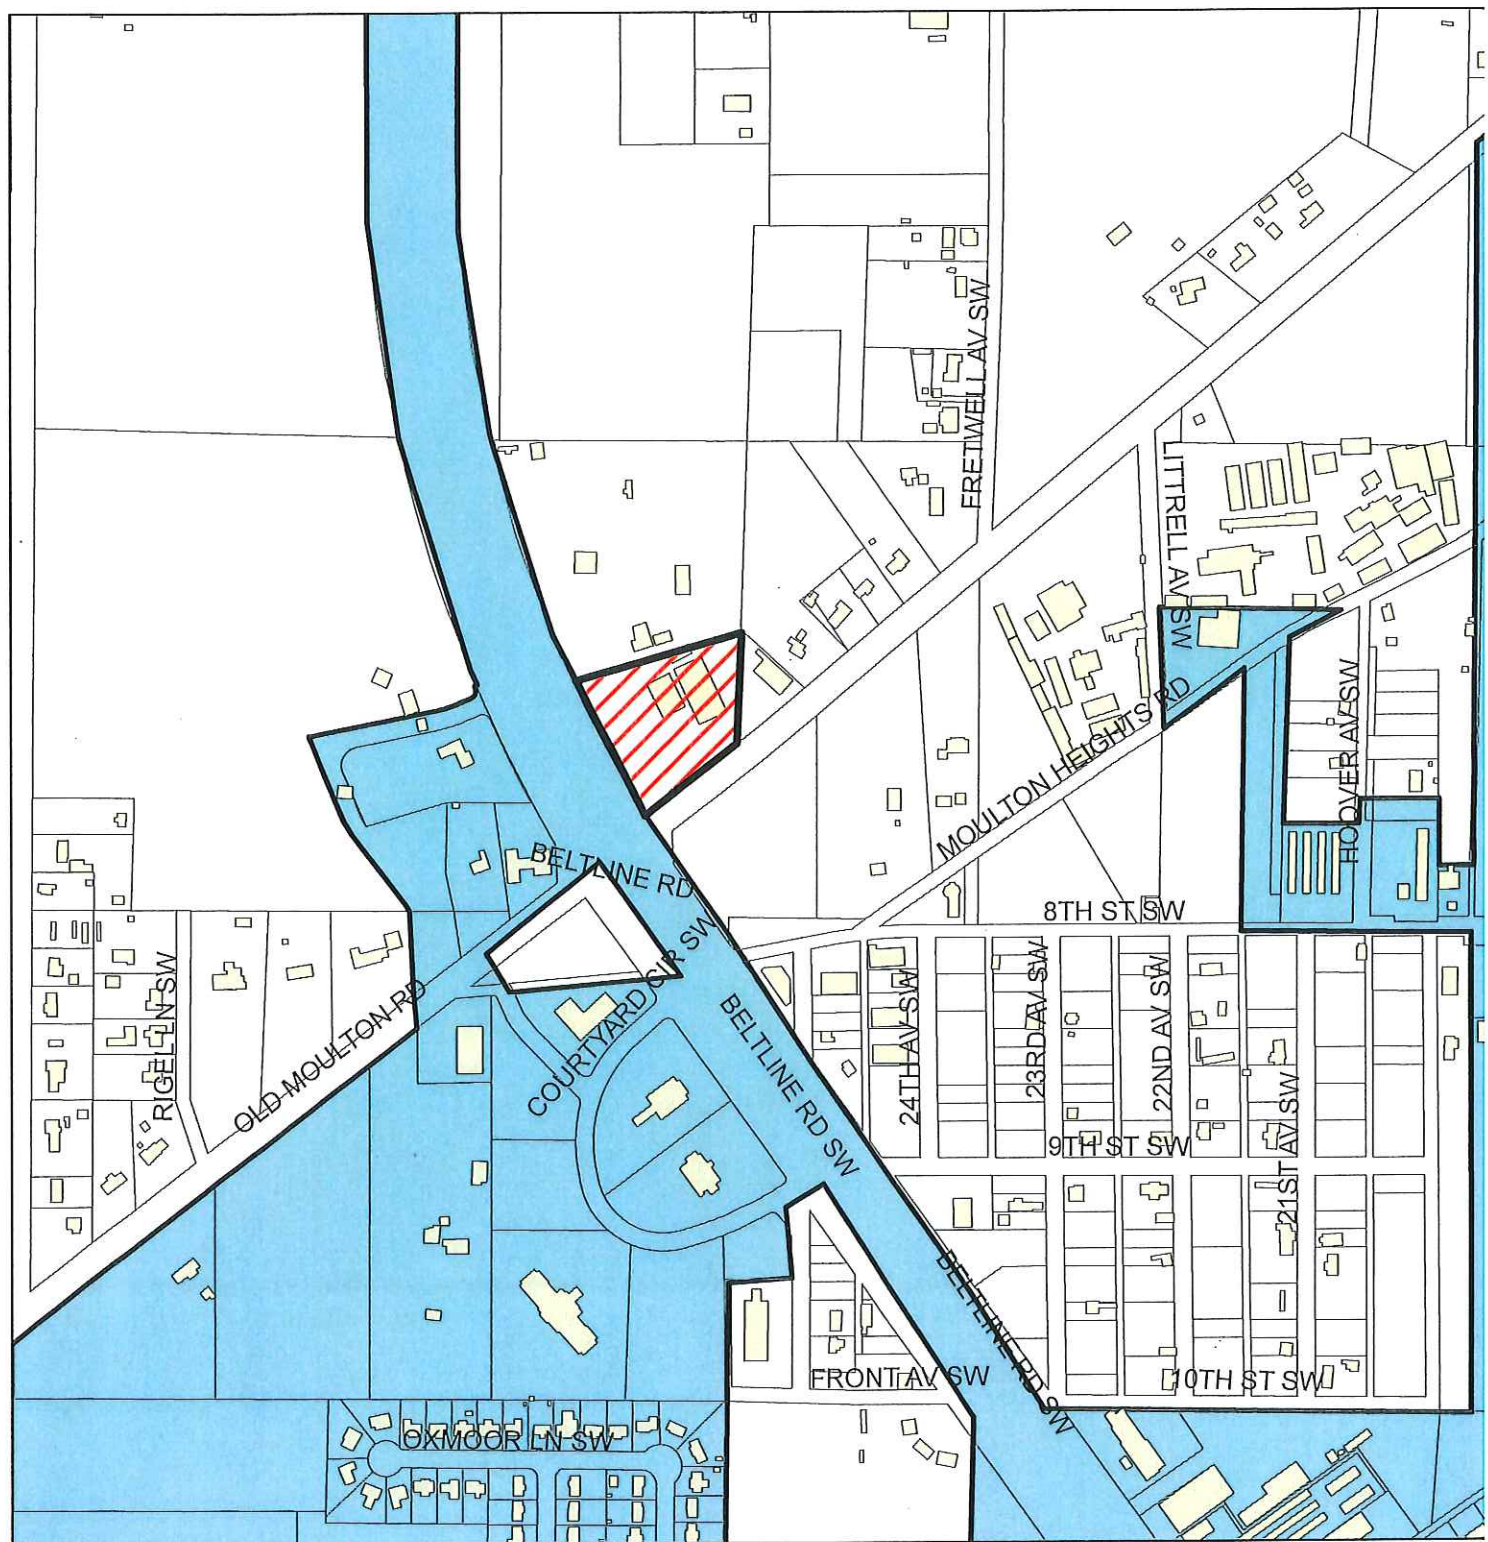 FRETWELL AV SW
LITTRELL AV SW
MOULTON HEIGHTS RD
HOOVER AV SW
BELTLINE RD
8TH ST SW
COURTYARD CIR SW
RIGEL LN SW
OLD MOULTON RD
BELTLINE RD SW
24TH AV SW
23RD AV SW
22ND AV SW
21ST AV SW
9TH ST SW
BELTLINE RD SW
FRONT AV SW
10TH ST SW
OXMOOR LN SW